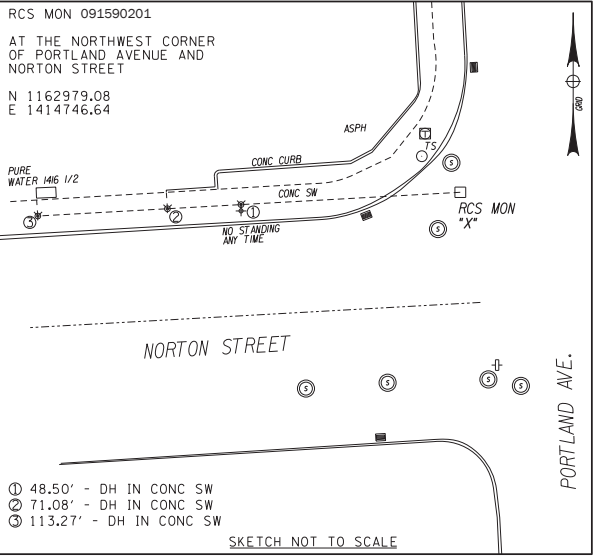 RCS MON 091590201
AT THE NORTHWEST CORNER
OF PORTLAND AVENUE AND
NORTON STREET
N 1162979.08
E 1414746.64
GRID
ASPH
T
TS
S
CONC CURB
PURE
WATER 1416 1/2
CONC SW
RCS MON
"X"
③
②
①
NO STANDING
ANY TIME
S
NORTON STREET
PORTLAND AVE.
S
S
S
S
① 48.50' - DH IN CONC SW
② 71.08' - DH IN CONC SW
③ 113.27' - DH IN CONC SW
SKETCH NOT TO SCALE